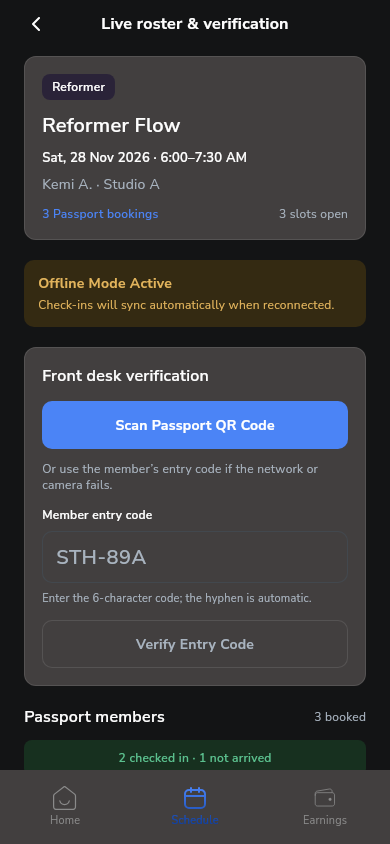 Live roster & verification
Reformer
Reformer Flow
Sat, 28 Nov 2026 · 6:00–7:30 AM
Kemi A. · Studio A
3 Passport bookings
3 slots open
Offline Mode Active
Check-ins will sync automatically when reconnected.
Front desk verification
Scan Passport QR Code
Or use the member’s entry code if the network or
camera fails.
Member entry code
STH-89A
Enter the 6-character code; the hyphen is automatic.
Verify Entry Code
Passport members
3 booked
2 checked in · 1 not arrived
Home
Schedule
Earnings